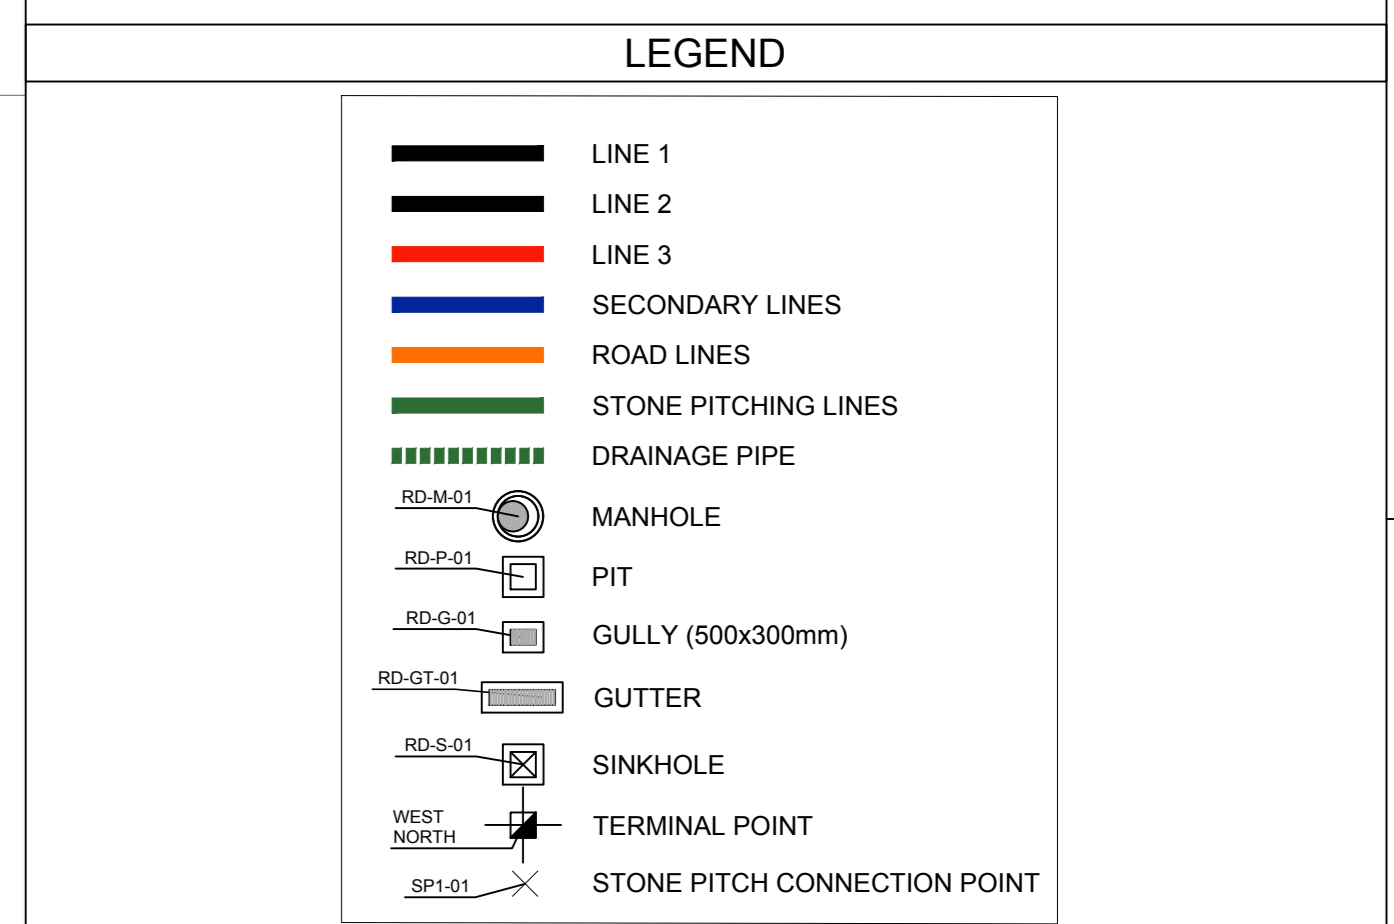 LEGEND
LINE 1
LINE 2
LINE 3
SECONDARY LINES
ROAD LINES
STONE PITCHING LINES
DRAINAGE PIPE
RD-M-01
MANHOLE
RD-P-01
PIT
RD-G-01
GULLY (500x300mm)
RD-GT-01
GUTTER
RD-S-01
SINKHOLE
WEST
NORTH
TERMINAL POINT
SP1-01
STONE PITCH CONNECTION POINT